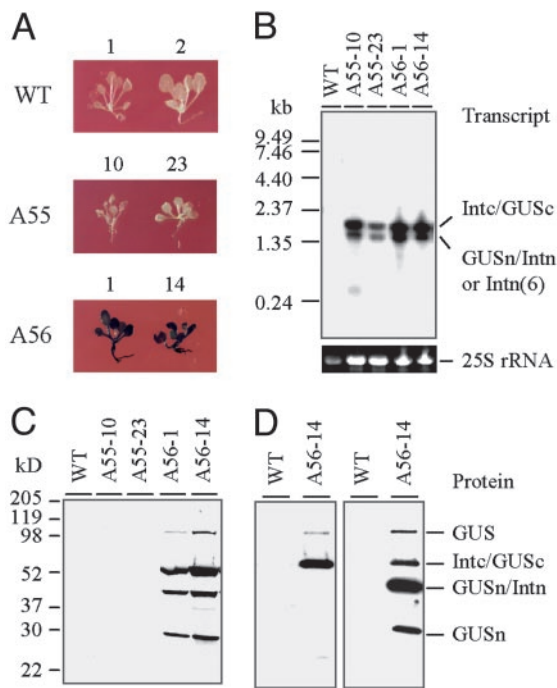 A
1 2
WT
10 23
A55
1 14
A56
B
WT A55-10 A55-23 A56-1 A56-14
kb
Transcript
9.49
7.46
4.40
2.37
1.35
0.24
Intc/GUSc
GUSn/Intn
or Intn(6)
25S rRNA
C
WT A55-10 A55-23 A56-1 A56-14
kD
205
119
98
52
37
30
22
D
WT A56-14 WT A56-14
Protein
GUS
Intc/GUSc
GUSn/Intn
GUSn